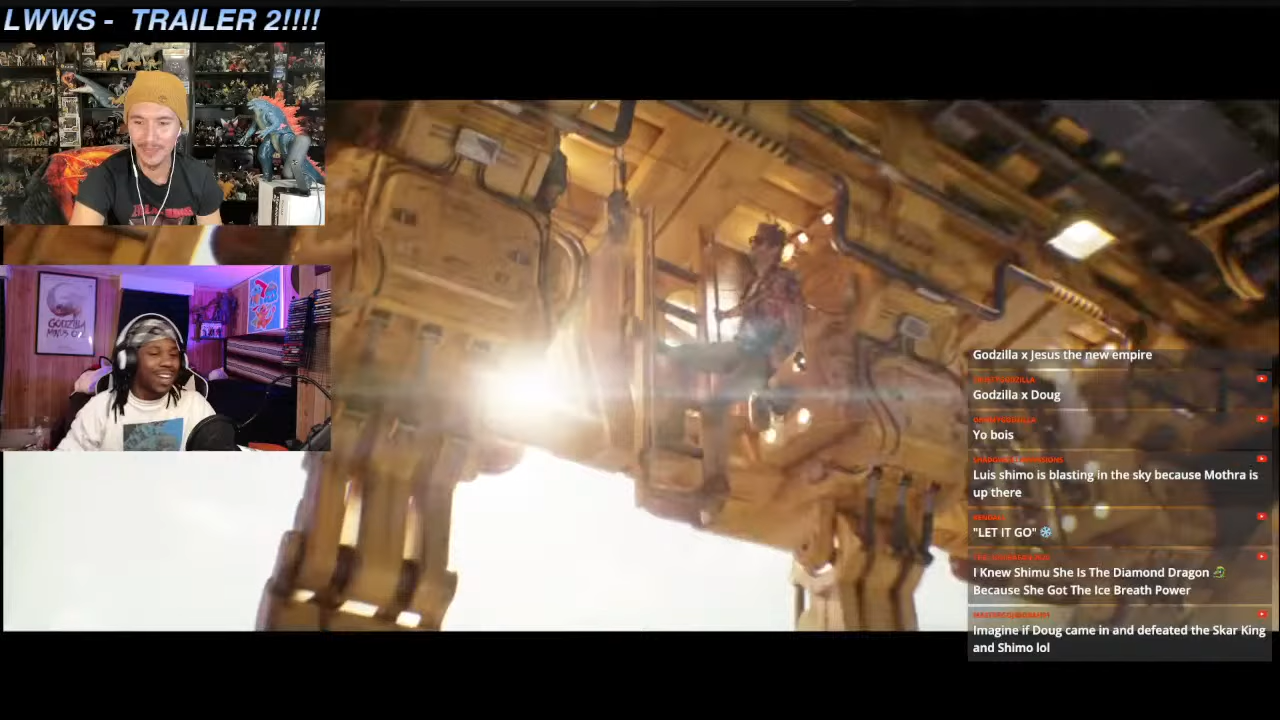 LWWS - TRAILER 2!!!!
GODZILLA
Godzilla x Jesus the new empire
Godzilla x Doug
Yo bois
Luis shimo is blasting in the sky because Mothra is
up there
"LET IT GO" ❄
I Knew Shimu She Is The Diamond Dragon 🐉
Because She Got The Ice Breath Power
Imagine if Doug came in and defeated the Skar King
and Shimo lol